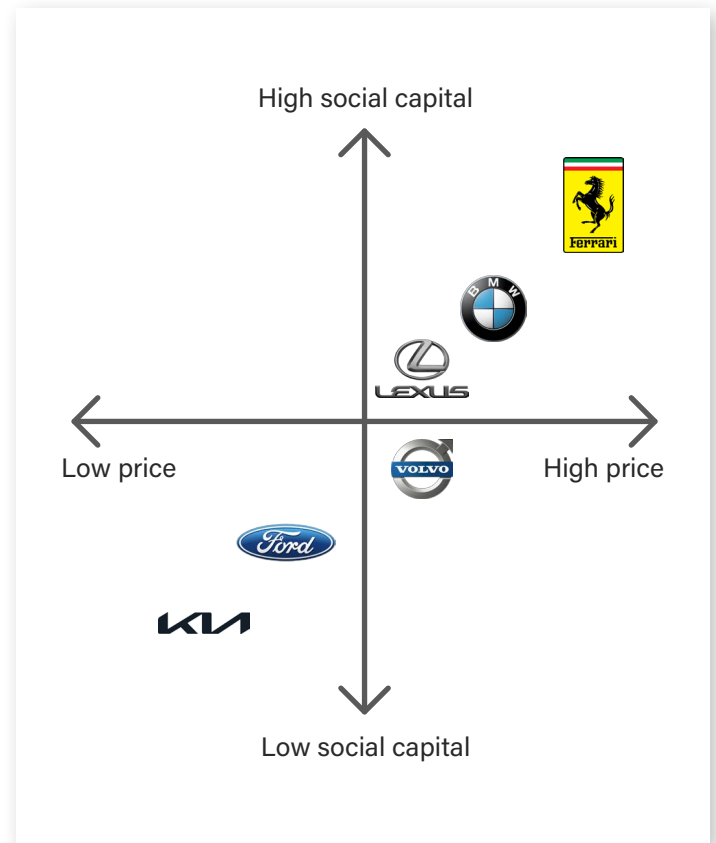 High social capital
Ferrari
BMW
LEXUS
Low price
VOLVO
High price
Ford
KIA
Low social capital